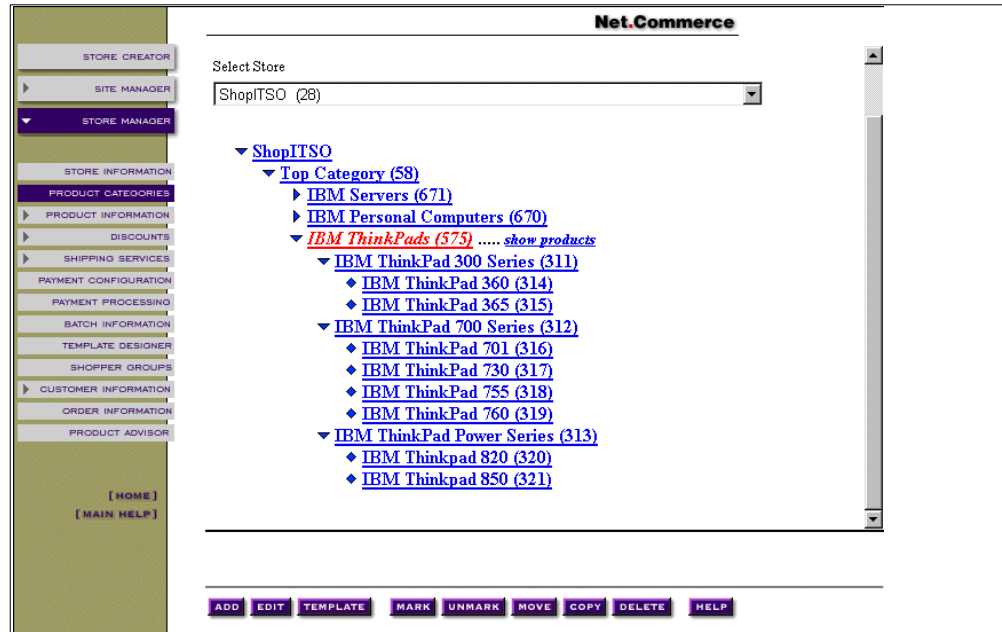 Net.Commerce
STORE CREATOR
SITE MANAGER
STORE MANAGER
STORE INFORMATION
PRODUCT CATEGORIES
PRODUCT INFORMATION
DISCOUNTS
SHIPPING SERVICES
PAYMENT CONFIGURATION
PAYMENT PROCESSING
BATCH INFORMATION
TEMPLATE DESIGNER
SHOPPER GROUPS
CUSTOMER INFORMATION
ORDER INFORMATION
PRODUCT ADVISOR
[HOME]
[MAIN HELP]
Select Store
ShopITSO (28)
ShopITSO
Top Category (58)
IBM Servers (671)
IBM Personal Computers (670)
IBM ThinkPads (575) ..... show products
IBM ThinkPad 300 Series (311)
IBM ThinkPad 360 (314)
IBM ThinkPad 365 (315)
IBM ThinkPad 700 Series (312)
IBM ThinkPad 701 (316)
IBM ThinkPad 730 (317)
IBM ThinkPad 755 (318)
IBM ThinkPad 760 (319)
IBM ThinkPad Power Series (313)
IBM Thinkpad 820 (320)
IBM Thinkpad 850 (321)
ADD EDIT TEMPLATE MARK UNMARK MOVE COPY DELETE HELP